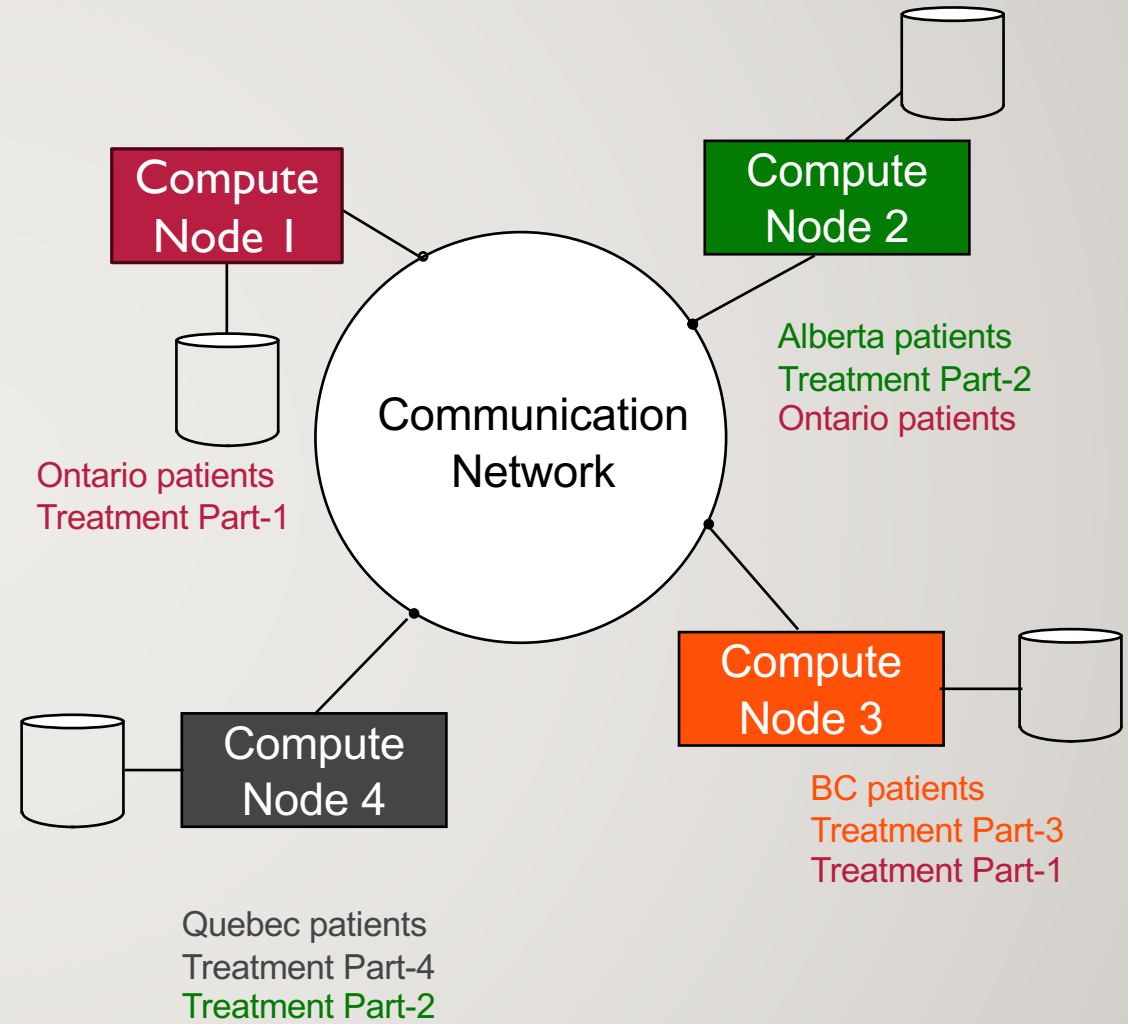 Compute
Node 1
Ontario patients
Treatment Part-1
Compute
Node 2
Alberta patients
Treatment Part-2
Ontario patients
Communication
Network
Compute
Node 3
BC patients
Treatment Part-3
Treatment Part-1
Compute
Node 4
Quebec patients
Treatment Part-4
Treatment Part-2